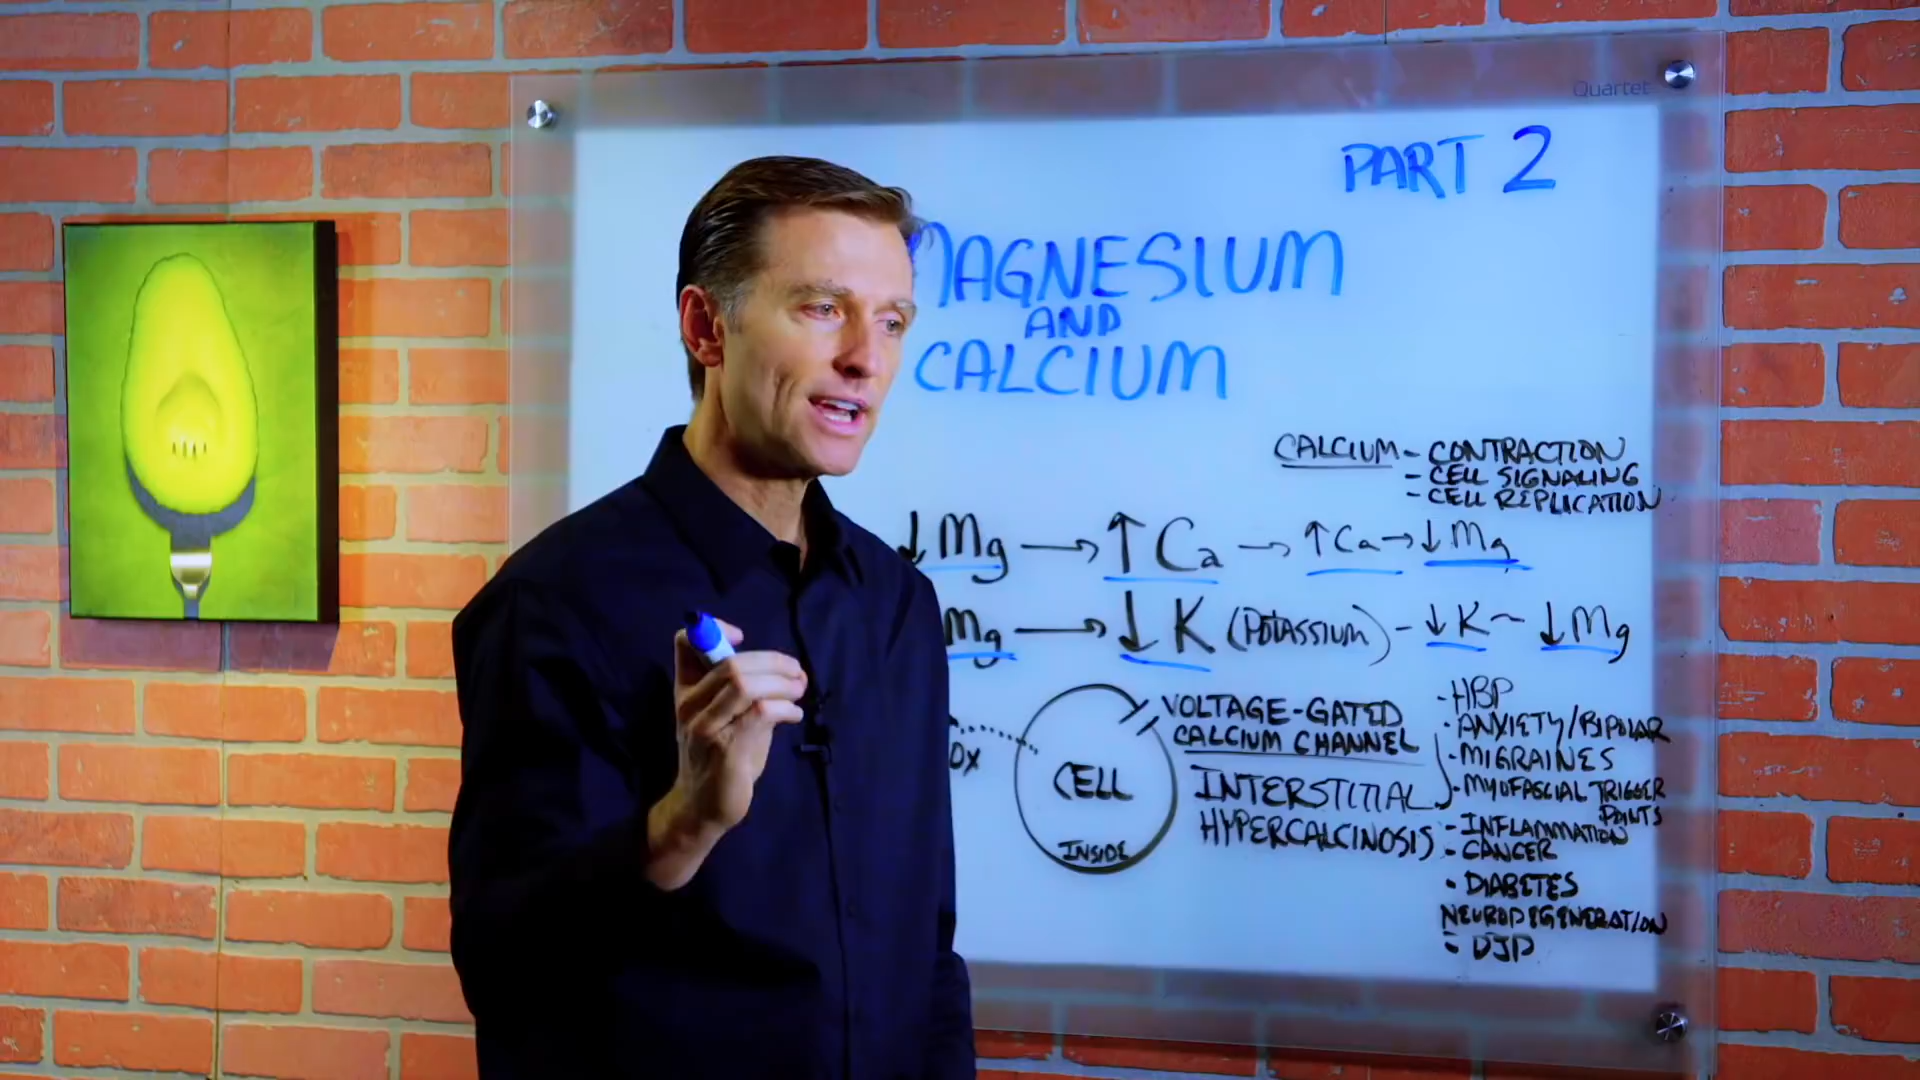 Quartet
PART 2
MAGNESIUM
AND
CALCIUM
CALCIUM - CONTRACTION
- CELL SIGNALING
- CELL REPLICATION
↓ Mg → ↑ Ca → ↑ Ca → ↓ Mg
Mg → ↓ K (POTASSIUM) - ↓ K ~ ↓ Mg
VOLTAGE-GATED
CALCIUM CHANNEL
INTERSTITIAL
HYPERCALCINOSIS
CELL
INSIDE
OX
- HBP
- ANXIETY/BIPOLAR
- MIGRAINES
- MYOFASCIAL TRIGGER
POINTS
- INFLAMMATION
- CANCER
- DIABETES
NEURODEGENERATION
- DJD